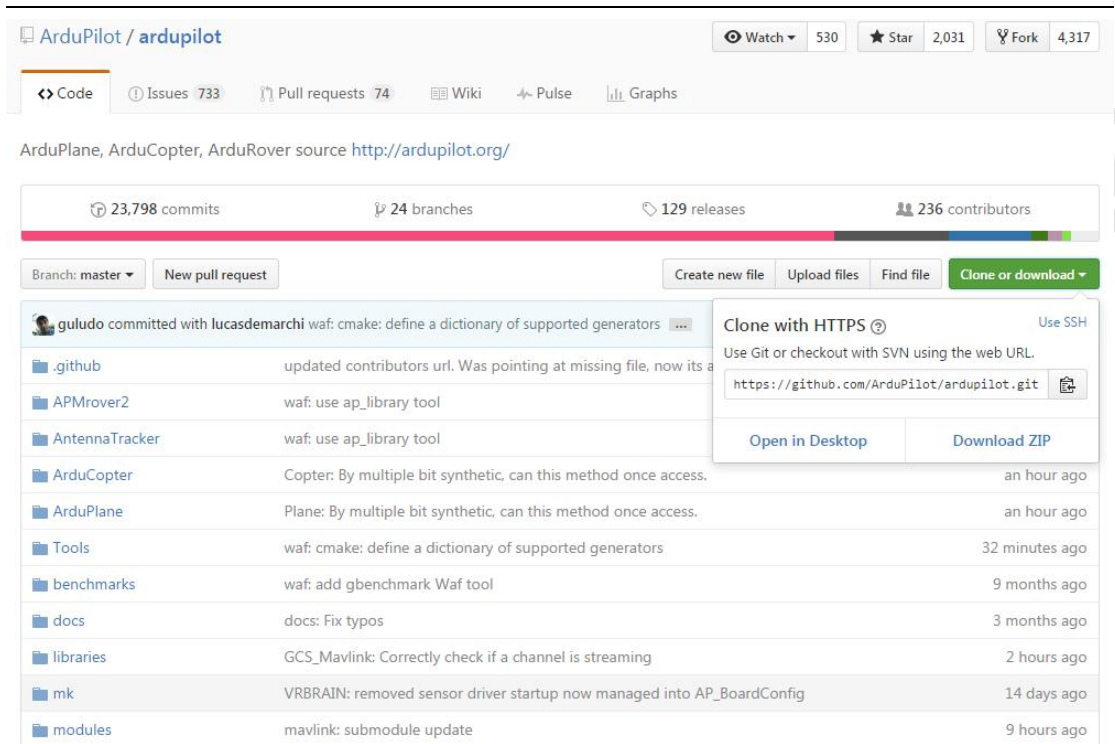 ArduPilot / ardupilot Watch 530 Star 2,031 Fork 4,317
Code Issues 733 Pull requests 74 Wiki Pulse Graphs
ArduPlane, ArduCopter, ArduRover source http://ardupilot.org/
23,798 commits 24 branches 129 releases 236 contributors
Branch: master New pull request Create new file Upload files Find file Clone or download
guludo committed with lucasdemarchi waf: cmake: define a dictionary of supported generators ...
Clone with HTTPS ? Use SSH
Use Git or checkout with SVN using the web URL.
https://github.com/ArduPilot/ardupilot.git
Open in Desktop Download ZIP
.github updated contributors url. Was pointing at missing file, now its a
APMrover2 waf: use ap_library tool
AntennaTracker waf: use ap_library tool
ArduCopter Copter: By multiple bit synthetic, can this method once access. an hour ago
ArduPlane Plane: By multiple bit synthetic, can this method once access. an hour ago
Tools waf: cmake: define a dictionary of supported generators 32 minutes ago
benchmarks waf: add gbenchmark Waf tool 9 months ago
docs docs: Fix typos 3 months ago
libraries GCS_Mavlink: Correctly check if a channel is streaming 2 hours ago
mk VRBRAIN: removed sensor driver startup now managed into AP_BoardConfig 14 days ago
modules mavlink: submodule update 9 hours ago